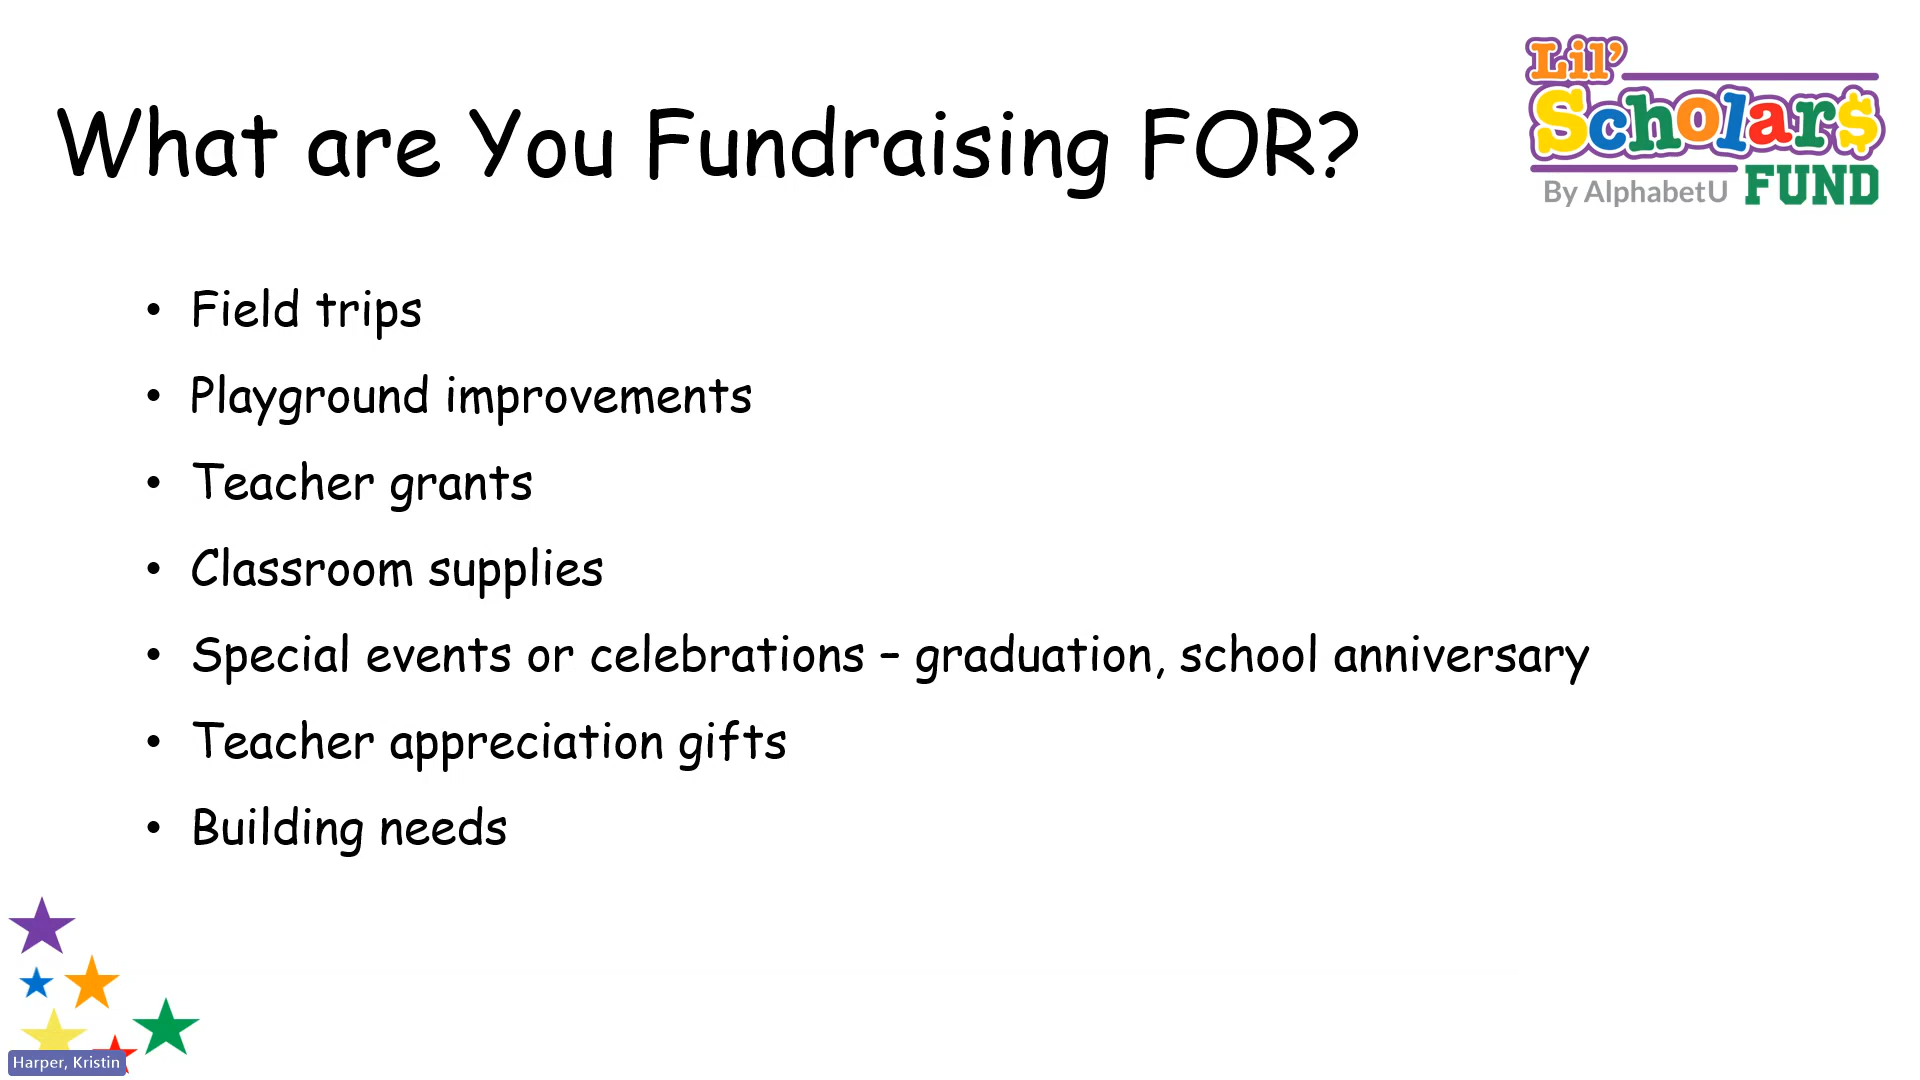 What are You Fundraising FOR?
Lil'
Scholar$
By AlphabetU FUND
• Field trips
• Playground improvements
• Teacher grants
• Classroom supplies
• Special events or celebrations – graduation, school anniversary
• Teacher appreciation gifts
• Building needs
Harper, Kristin